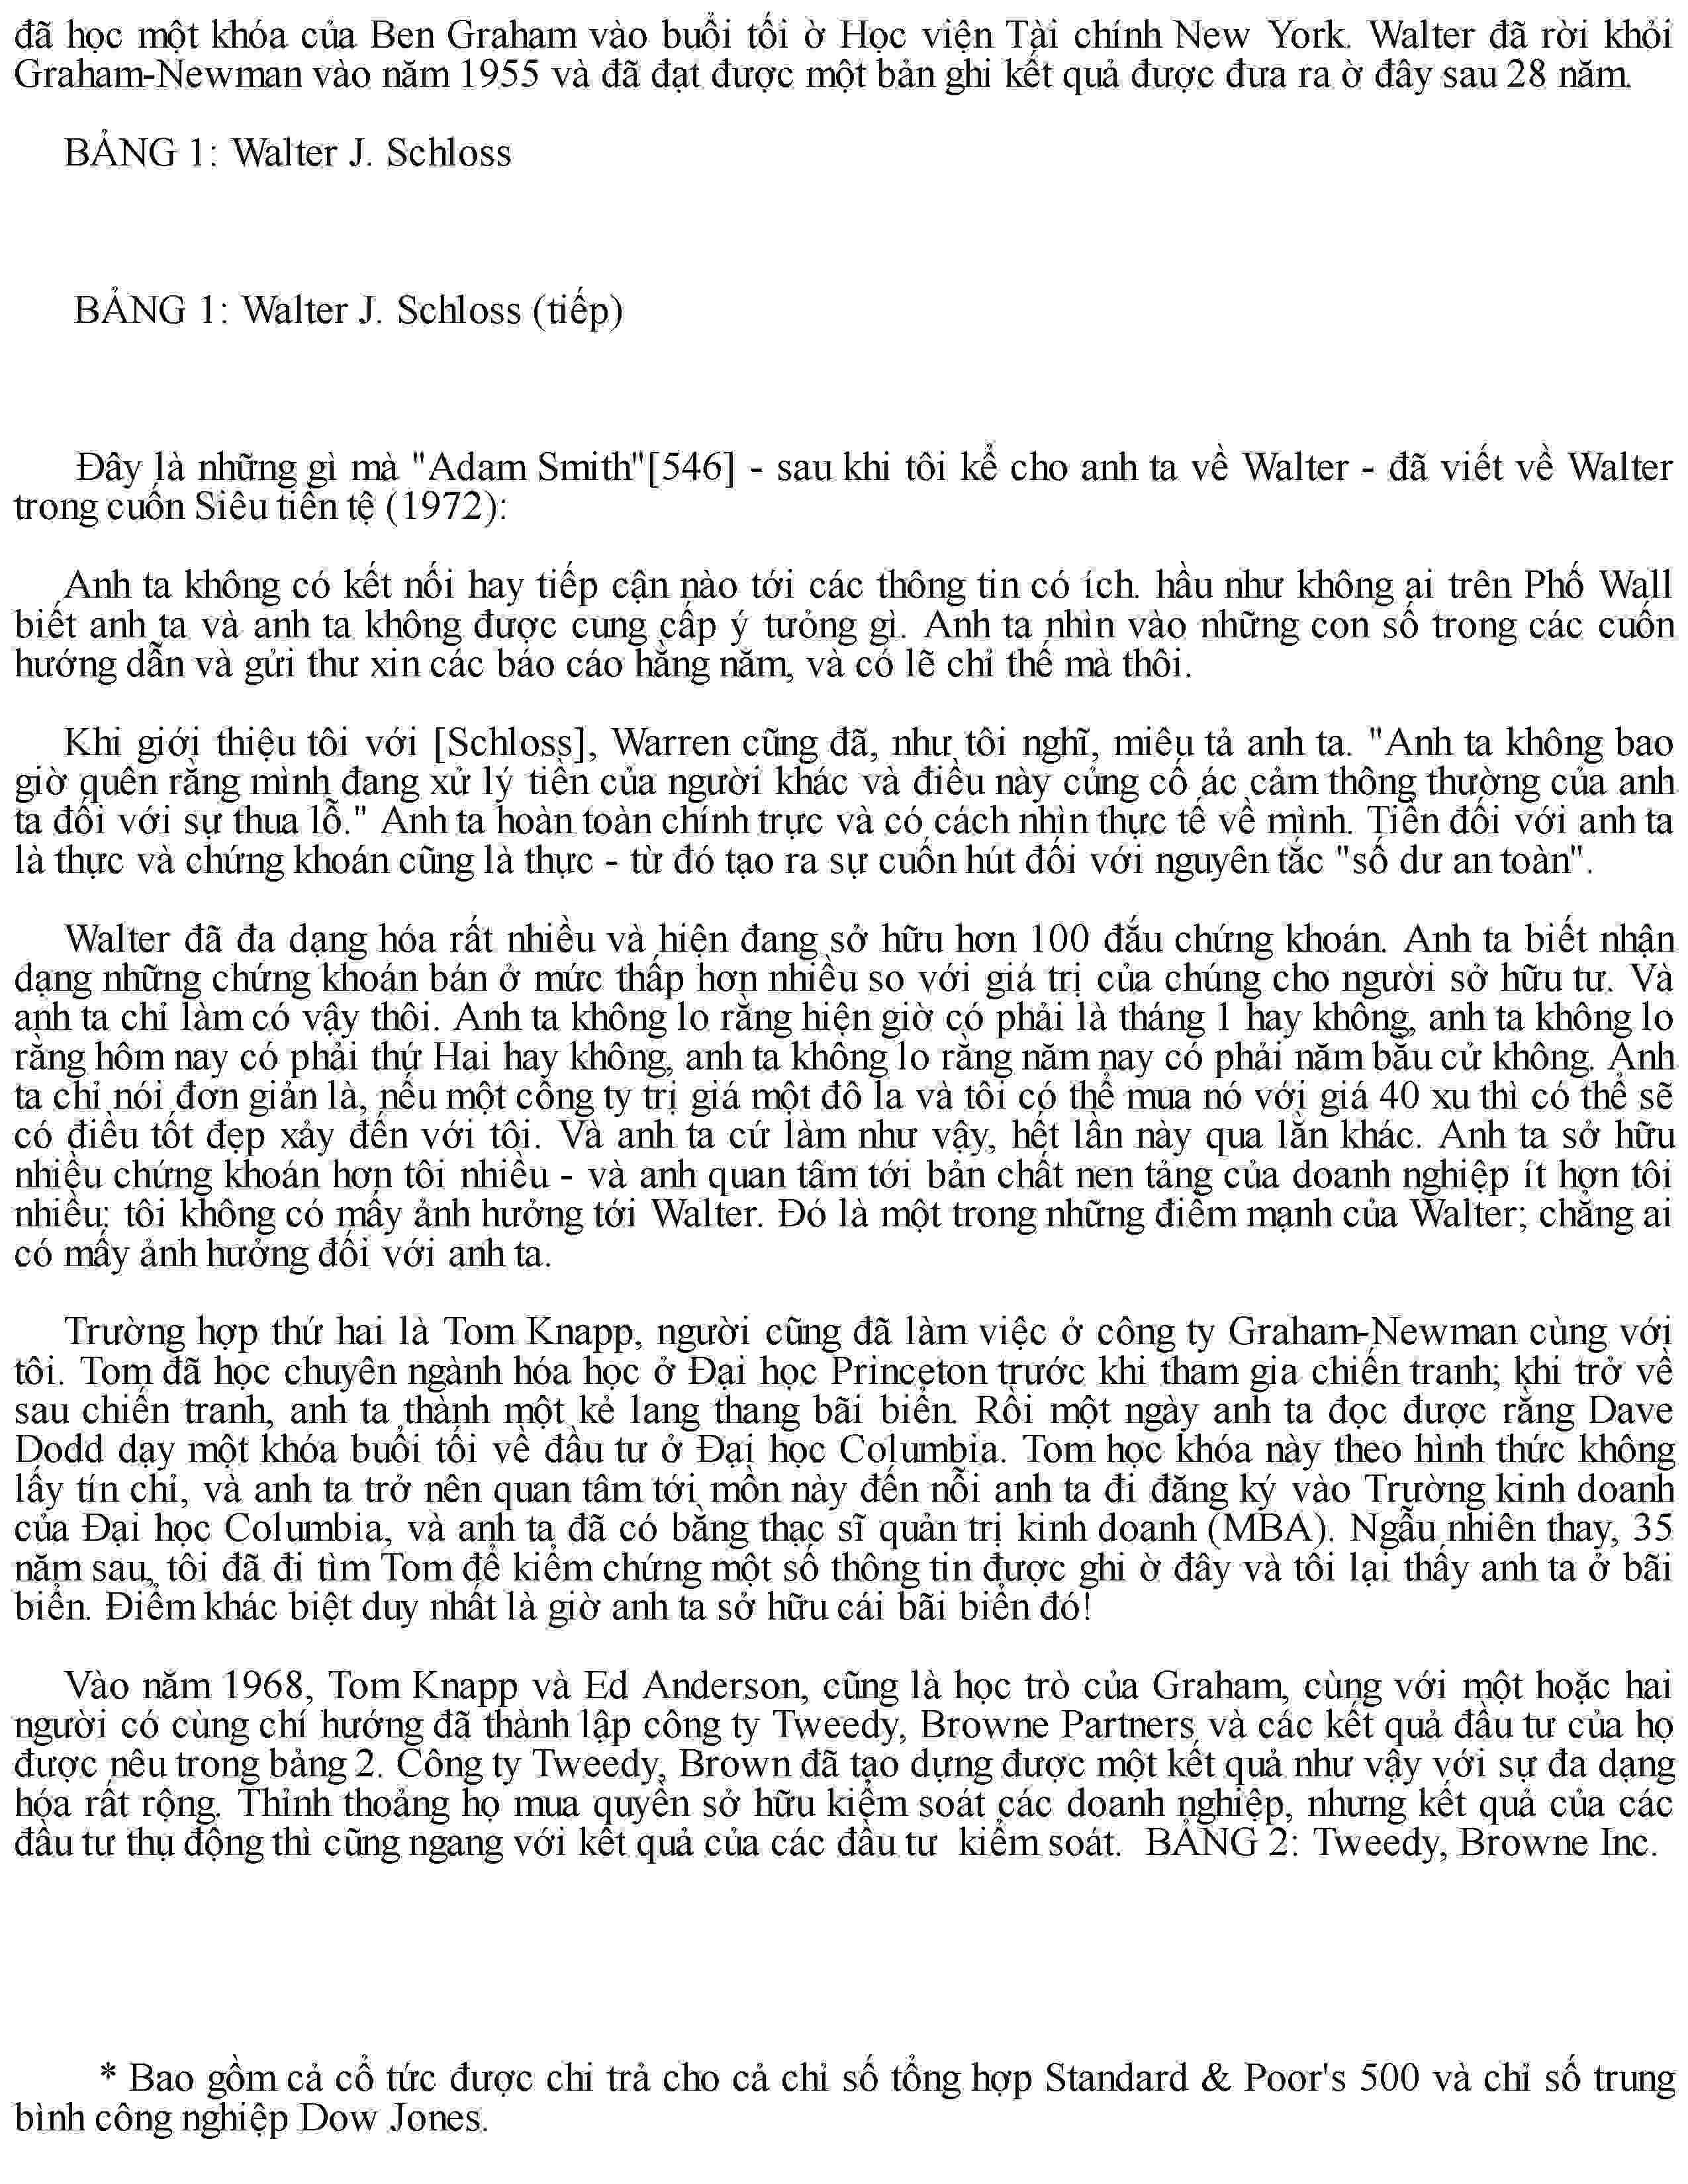 đã học một khóa của Ben Graham vào buổi tối ờ Học viện Tài chính New York. Walter đã rời khỏi
Graham-Newman vào năm 1955 và đã đạt được một bản ghi kết quả được đưa ra ờ đây sau 28 năm.
BẢNG 1: Walter J. Schloss
BẢNG 1: Walter J. Schloss (tiếp)
Đây là những gì mà "Adam Smith"[546] - sau khi tôi kể cho anh ta về Walter - đã viết về Walter
trong cuốn Siêu tiền tệ (1972):
Anh ta không có kết nối hay tiếp cận nào tới các thông tin có ích. hầu như không ai trên Phố Wall
biết anh ta và anh ta không được cung cấp ý tưởng gì. Anh ta nhìn vào những con số trong các cuốn
hướng dẫn và gửi thư xin các báo cáo hằng năm, và có lẽ chỉ thế mà thôi.
Khi giới thiệu tôi với [Schloss], Warren cũng đã, như tôi nghĩ, miêu tả anh ta. "Anh ta không bao
giờ quên rằng mình đang xử lý tiền của người khác và điều này củng cố ác cảm thông thường của anh
ta đối với sự thua lỗ." Anh ta hoàn toàn chính trực và có cách nhìn thực tế về mình. Tiền đối với anh ta
là thực và chứng khoán cũng là thực - từ đó tạo ra sự cuốn hút đối với nguyên tắc "số dư an toàn".
Walter đã đa dạng hóa rất nhiều và hiện đang sở hữu hơn 100 đầu chứng khoán. Anh ta biết nhận
dạng những chứng khoán bán ở mức thấp hơn nhiều so với giá trị của chúng cho người sở hữu tư. Và
anh ta chỉ làm có vậy thôi. Anh ta không lo rằng hiện giờ có phải là tháng 1 hay không, anh ta không lo
rằng hôm nay có phải thứ Hai hay không, anh ta không lo rằng năm nay có phải năm bầu cử không. Anh
ta chỉ nói đơn giản là, nếu một công ty trị giá một đô la và tôi có thể mua nó với giá 40 xu thì có thể sẽ
có điều tốt đẹp xảy đến với tôi. Và anh ta cứ làm như vậy, hết lần này qua lần khác. Anh ta sở hữu
nhiều chứng khoán hơn tôi nhiều - và anh quan tâm tới bản chất nen tảng của doanh nghiệp ít hơn tôi
nhiều; tôi không có mấy ảnh hưởng tới Walter. Đó là một trong những điểm mạnh của Walter; chẳng ai
có mấy ảnh hưởng đối với anh ta.
Trường hợp thứ hai là Tom Knapp, người cũng đã làm việc ở công ty Graham-Newman cùng với
tôi. Tom đã học chuyên ngành hóa học ở Đại học Princeton trước khi tham gia chiến tranh; khi trở về
sau chiến tranh, anh ta thành một kẻ lang thang bãi biển. Rồi một ngày anh ta đọc được rằng Dave
Dodd dạy một khóa buổi tối về đầu tư ở Đại học Columbia. Tom học khóa này theo hình thức không
lấy tín chỉ, và anh ta trở nên quan tâm tới môn này đến nỗi anh ta đi đăng ký vào Trường kinh doanh
của Đại học Columbia, và anh ta đã có bằng thạc sĩ quản trị kinh doanh (MBA). Ngẫu nhiên thay, 35
năm sau, tôi đã đi tìm Tom để kiểm chứng một số thông tin được ghi ờ đây và tôi lại thấy anh ta ở bãi
biển. Điểm khác biệt duy nhất là giờ anh ta sở hữu cái bãi biển đó!
Vào năm 1968, Tom Knapp và Ed Anderson, cũng là học trò của Graham, cùng với một hoặc hai
người có cùng chí hướng đã thành lập công ty Tweedy, Browne Partners và các kết quả đầu tư của họ
được nêu trong bảng 2. Công ty Tweedy, Brown đã tạo dựng được một kết quả như vậy với sự đa dạng
hóa rất rộng. Thỉnh thoảng họ mua quyền sở hữu kiểm soát các doanh nghiệp, nhưng kết quả của các
đầu tư thụ động thì cũng ngang với kết quả của các đầu tư kiểm soát. BẢNG 2: Tweedy, Browne Inc.
* Bao gồm cả cổ tức được chi trả cho cả chỉ số tổng hợp Standard & Poor's 500 và chỉ số trung
bình công nghiệp Dow Jones.